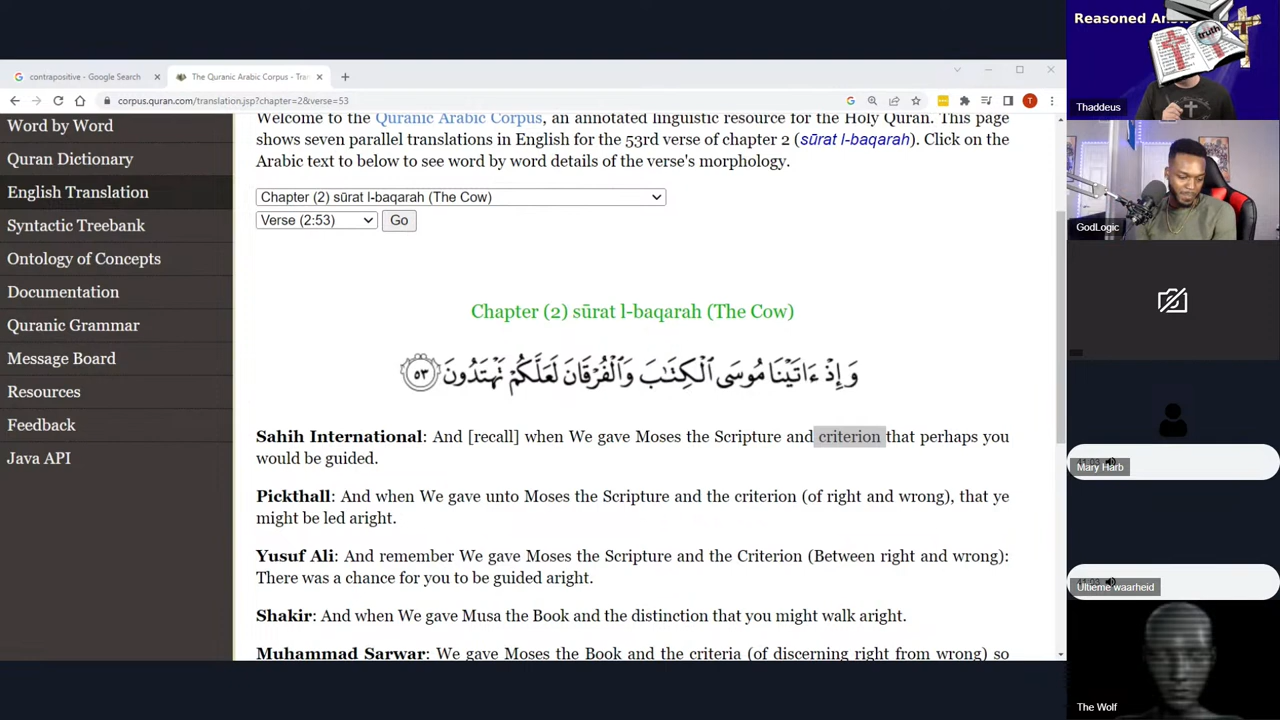 contrapositive - Google Search
The Quranic Arabic Corpus - Tra
corpus.quran.com/translation.jsp?chapter=2&verse=53
T
Word by Word
Quran Dictionary
English Translation
Syntactic Treebank
Ontology of Concepts
Documentation
Quranic Grammar
Message Board
Resources
Feedback
Java API
Welcome to the Quranic Arabic Corpus, an annotated linguistic resource for the Holy Quran. This page
shows seven parallel translations in English for the 53rd verse of chapter 2 (sūrat l-baqarah). Click on the
Arabic text to below to see word by word details of the verse's morphology.
Chapter (2) sūrat l-baqarah (The Cow)
Verse (2:53)
Go
Chapter (2) sūrat l-baqarah (The Cow)
وَإِذْ ءَاتَيْنَا مُوسَى ٱلْكِتَـٰبَ وَٱلْفُرْقَانَ لَعَلَّكُمْ تَهْتَدُونَ ٥٣
Sahih International: And [recall] when We gave Moses the Scripture and criterion that perhaps you
would be guided.
Pickthall: And when We gave unto Moses the Scripture and the criterion (of right and wrong), that ye
might be led aright.
Yusuf Ali: And remember We gave Moses the Scripture and the Criterion (Between right and wrong):
There was a chance for you to be guided aright.
Shakir: And when We gave Musa the Book and the distinction that you might walk aright.
Muhammad Sarwar: We gave Moses the Book and the criteria (of discerning right from wrong) so
Reasoned An
truth
Thaddeus
GodLogic
Mary Harb
Ultieme waarheid
The Wolf